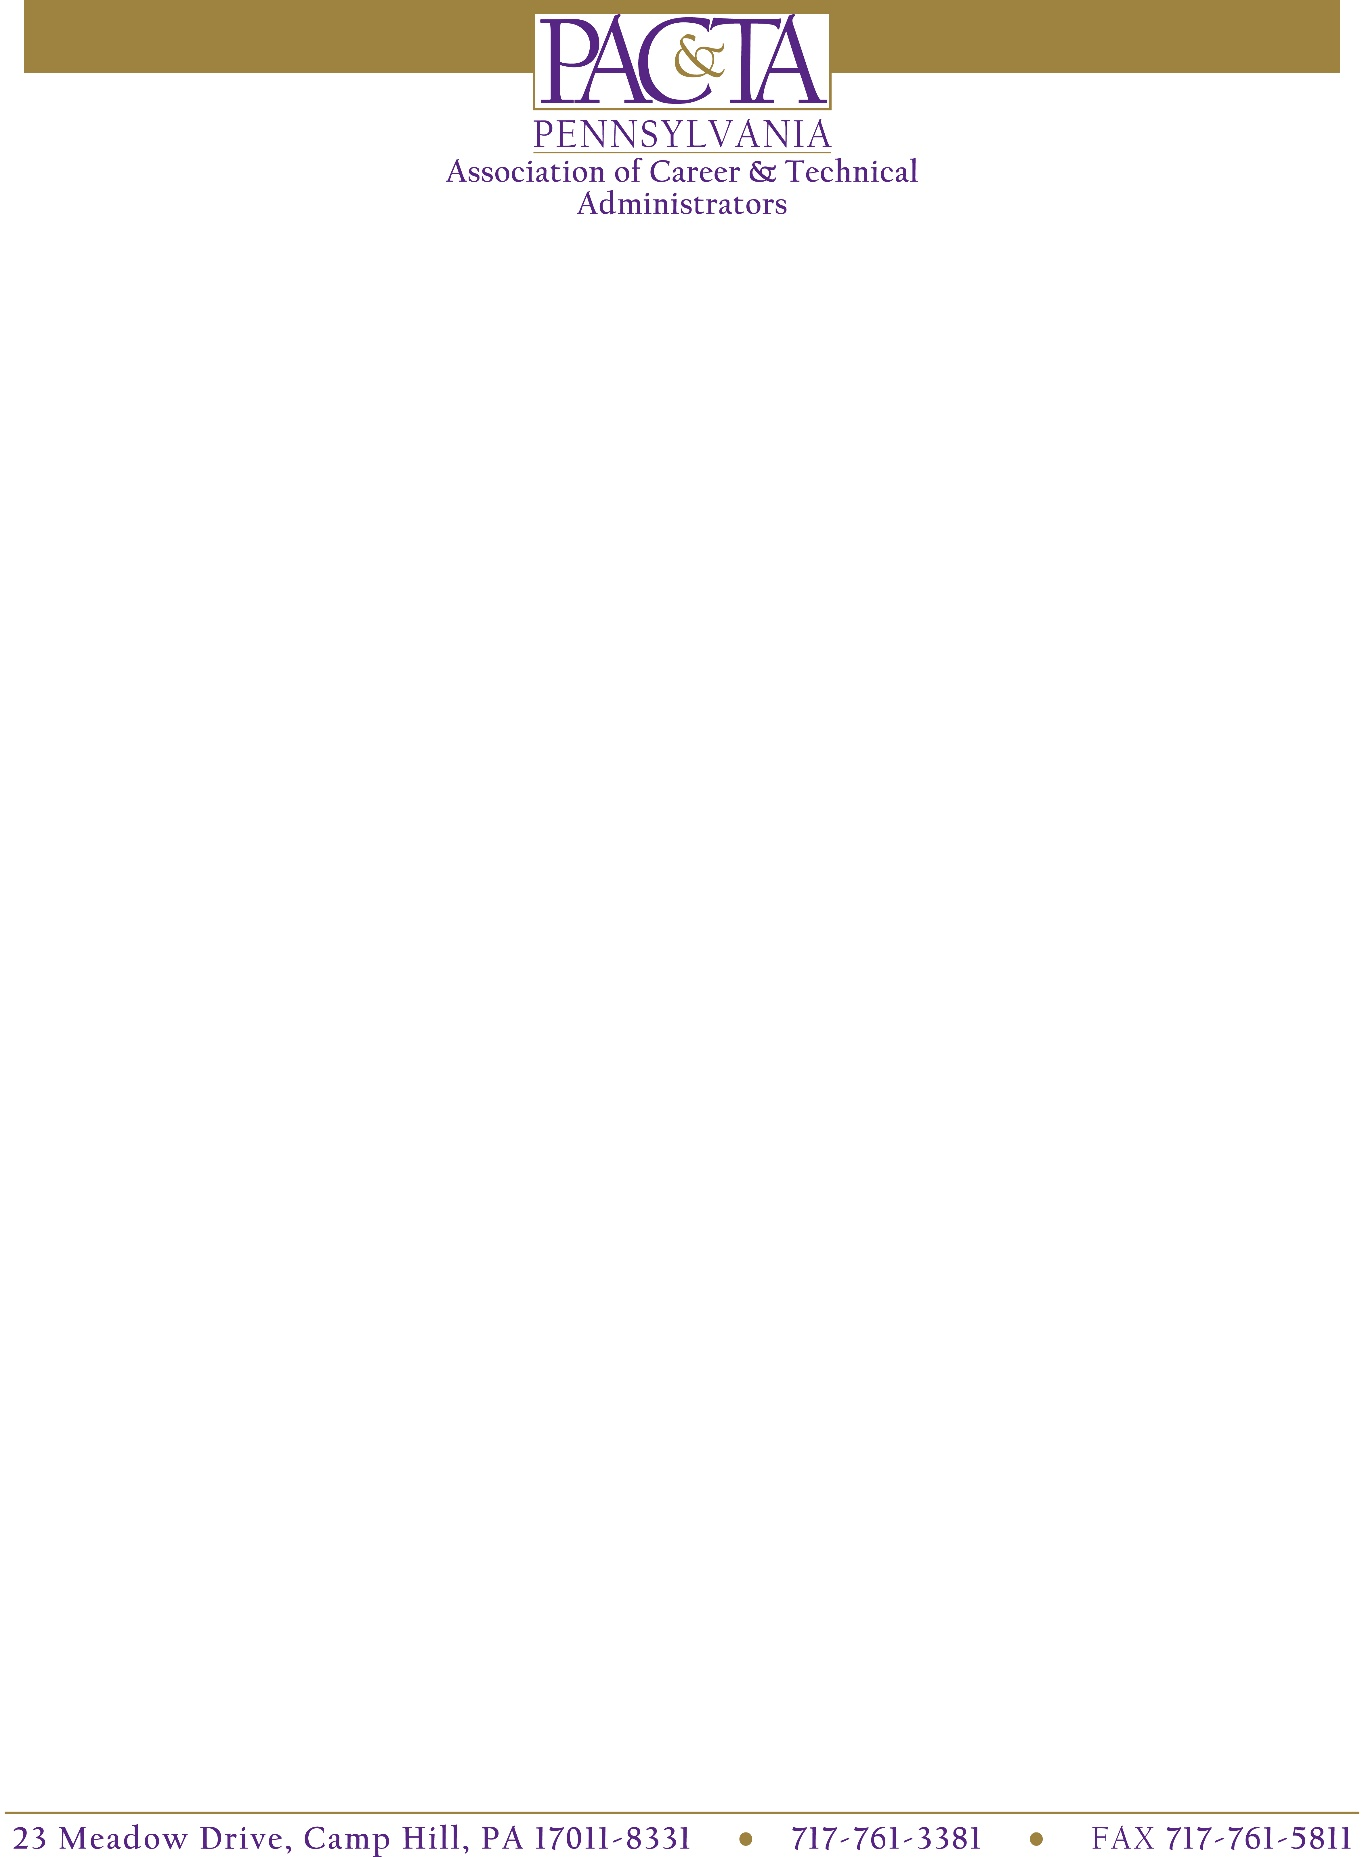 PAC&TA
PENNSYLVANIA
Association of Career & Technical
Administrators
23 Meadow Drive, Camp Hill, PA 17011-8331 • 717-761-3381 • FAX 717-761-5811